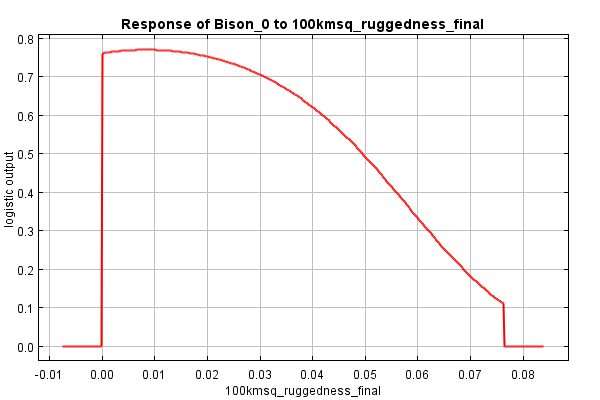 Response of Bison_0 to 100kmsq_ruggedness_final
0.8
0.7
0.6
0.5
0.4
0.3
0.2
0.1
0.0
logistic output
-0.01 0.00 0.01 0.02 0.03 0.04 0.05 0.06 0.07 0.08
100kmsq_ruggedness_final